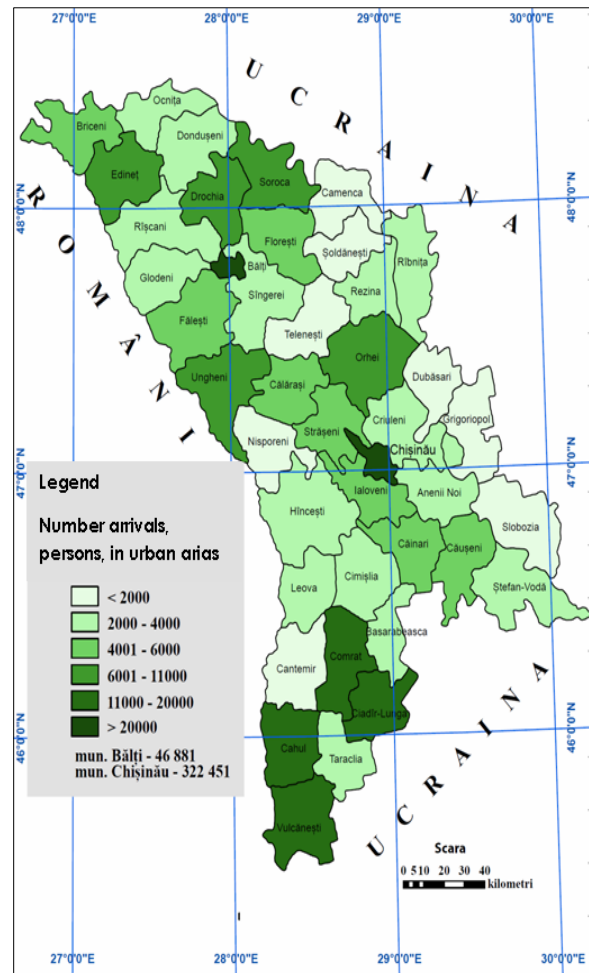 27°0'0"E 28°0'0"E 29°0'0"E 30°0'0"E
UCRAINA
Ocnița
Briceni
Dondușeni
Edineț
Soroca
Drochia
Camenca
48°0'0"N
48°0'0"N
ROMÂNI
Rîșcani
Florești
Șoldănești
Rîbnița
Bălți
Glodeni
Sîngerei
Rezina
Fălești
Telenești
Orhei
Ungheni
Călărași
Dubăsari
Criuleni
Grigoriopol
Strășeni
Nisporeni
Chișinău
47°0'0"N
47°0'0"N
Ialoveni
Anenii Noi
Hîncești
Slobozia
Căinari
Căușeni
Cimișlia
Leova
Ștefan-Vodă
Basarabeasca
Comrat
Cantemir
Ciadîr-Lunga
UCRAINA
46°0'0"N
46°0'0"N
Cahul
Taraclia
Vulcănești
Legend
Number arrivals,
persons, in urban arias
< 2000
2000 - 4000
4001 - 6000
6001 - 11000
11000 - 20000
> 20000
mun. Bălți - 46 881
mun. Chișinău - 322 451
Scara
0 5 10 20 30 40
kilometri
27°0'0"E 28°0'0"E 29°0'0"E 30°0'0"E